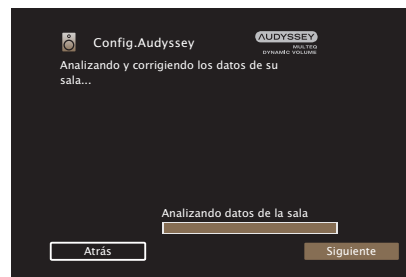 Config.Audyssey
AUDYSSEY
MULTEQ
DYNAMIC VOLUME
Analizando y corrigiendo los datos de su
sala...
Analizando datos de la sala
Atrás
Siguiente